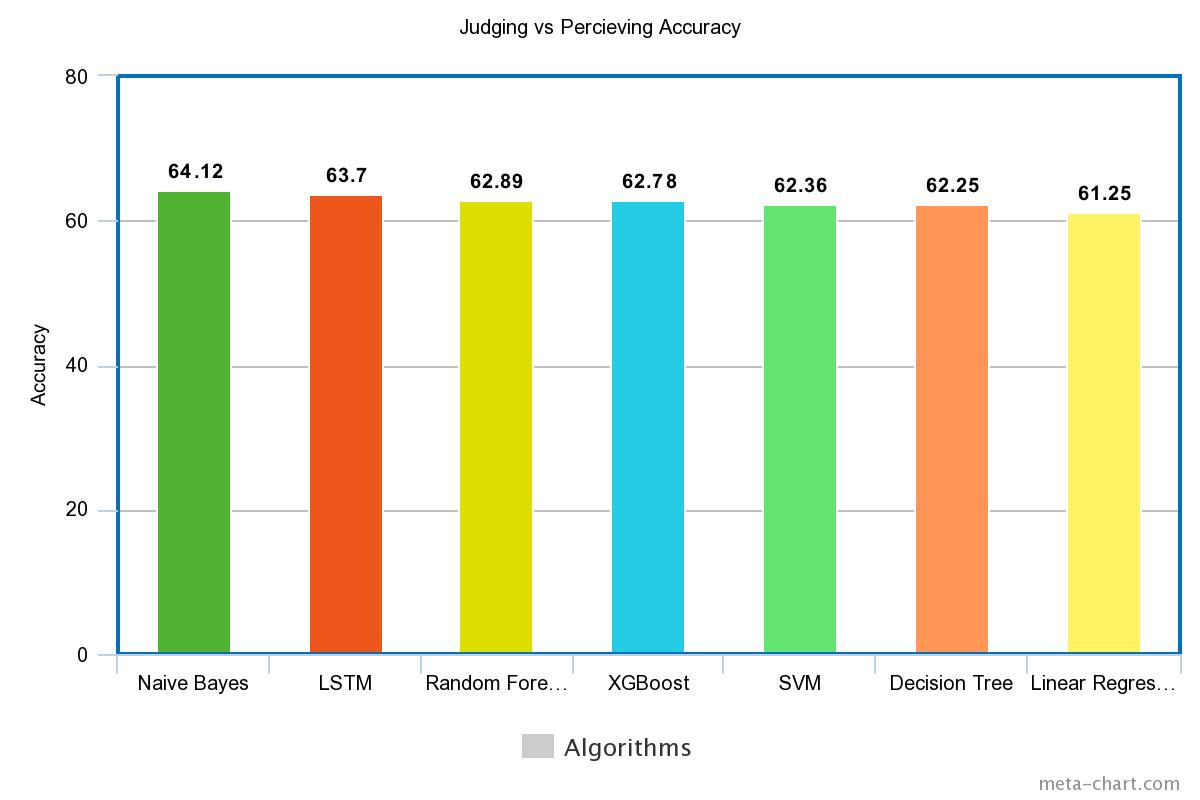 Judging vs Percieving Accuracy
80
60
40
20
0
Accuracy
64.12
63.7
62.89
62.78
62.36
62.25
61.25
Naive Bayes
LSTM
Random Fore…
XGBoost
SVM
Decision Tree
Linear Regres…
Algorithms
meta-chart.com